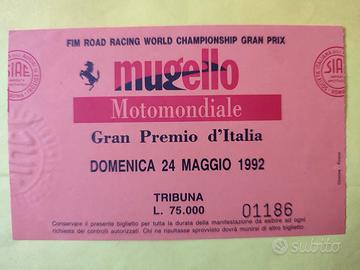 FIM ROAD RACING WORLD CHAMPIONSHIP GRAN PRIX
SIAE
SIAE
mugello
Motomondiale
Gran Premio d'Italia
DOMENICA 24 MAGGIO 1992
TRIBUNA
L. 75.000
01186
Conservare il presente biglietto per tutta la durata della manifestazione da esibire ad ogni
richiesta dei controlli autorizzati. Chi ne risultasse sprovvisto dovrà munirsi di altro biglietto.
subito